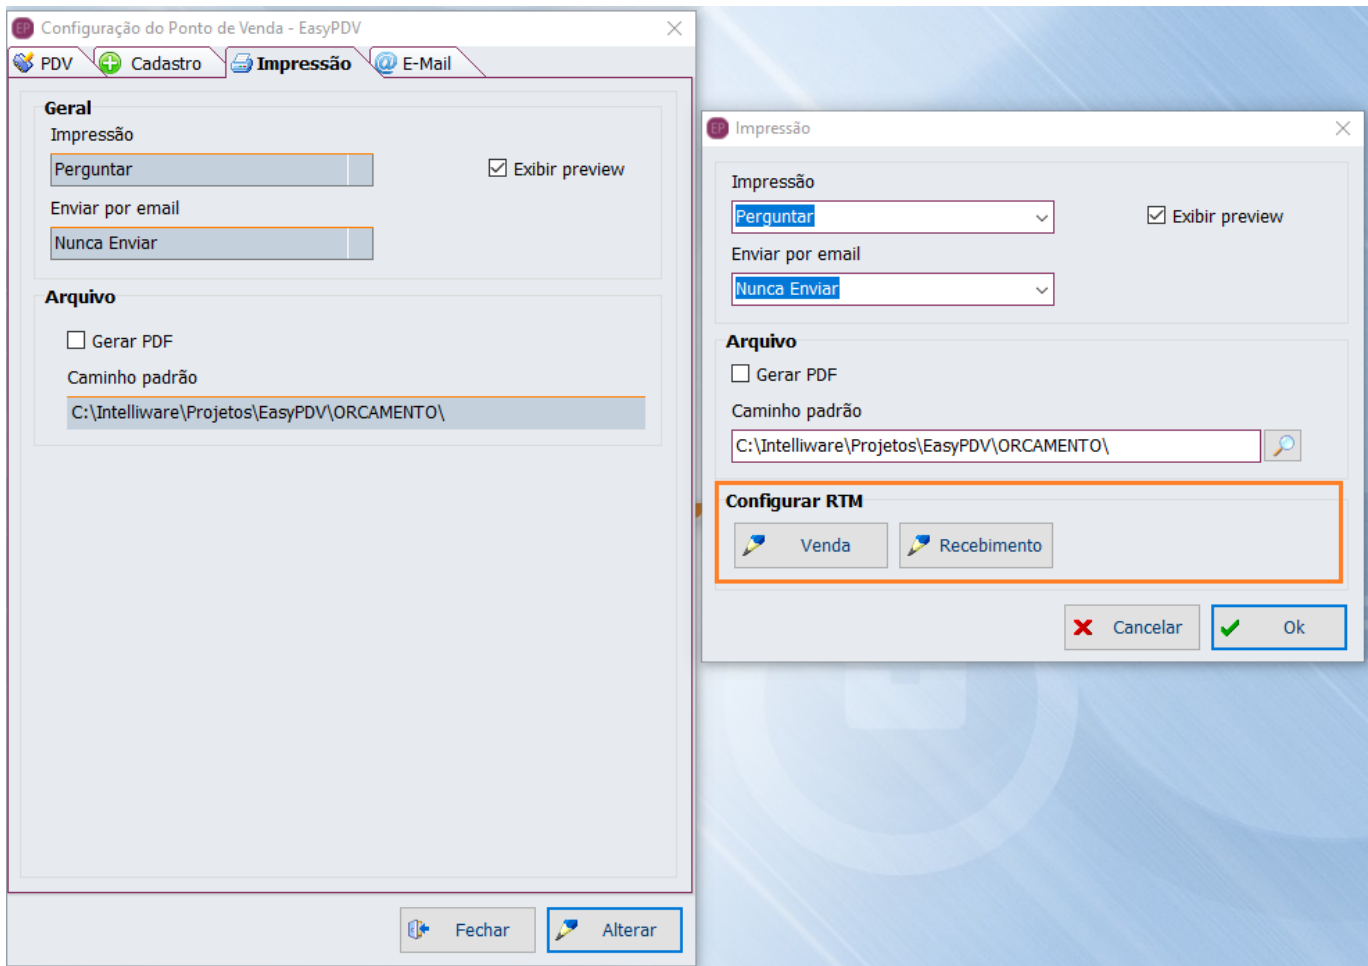 EP Configuração do Ponto de Venda - EasyPDV
PDV Cadastro Impressão E-Mail
Geral
Impressão
Perguntar Exibir preview
Enviar por email
Nunca Enviar
Arquivo
Gerar PDF
Caminho padrão
C:\Intelliware\Projetos\EasyPDV\ORCAMENTO\
Fechar Alterar
EP Impressão
Impressão
Perguntar Exibir preview
Enviar por email
Nunca Enviar
Arquivo
Gerar PDF
Caminho padrão
C:\Intelliware\Projetos\EasyPDV\ORCAMENTO\
Configurar RTM
Venda Recebimento
Cancelar Ok